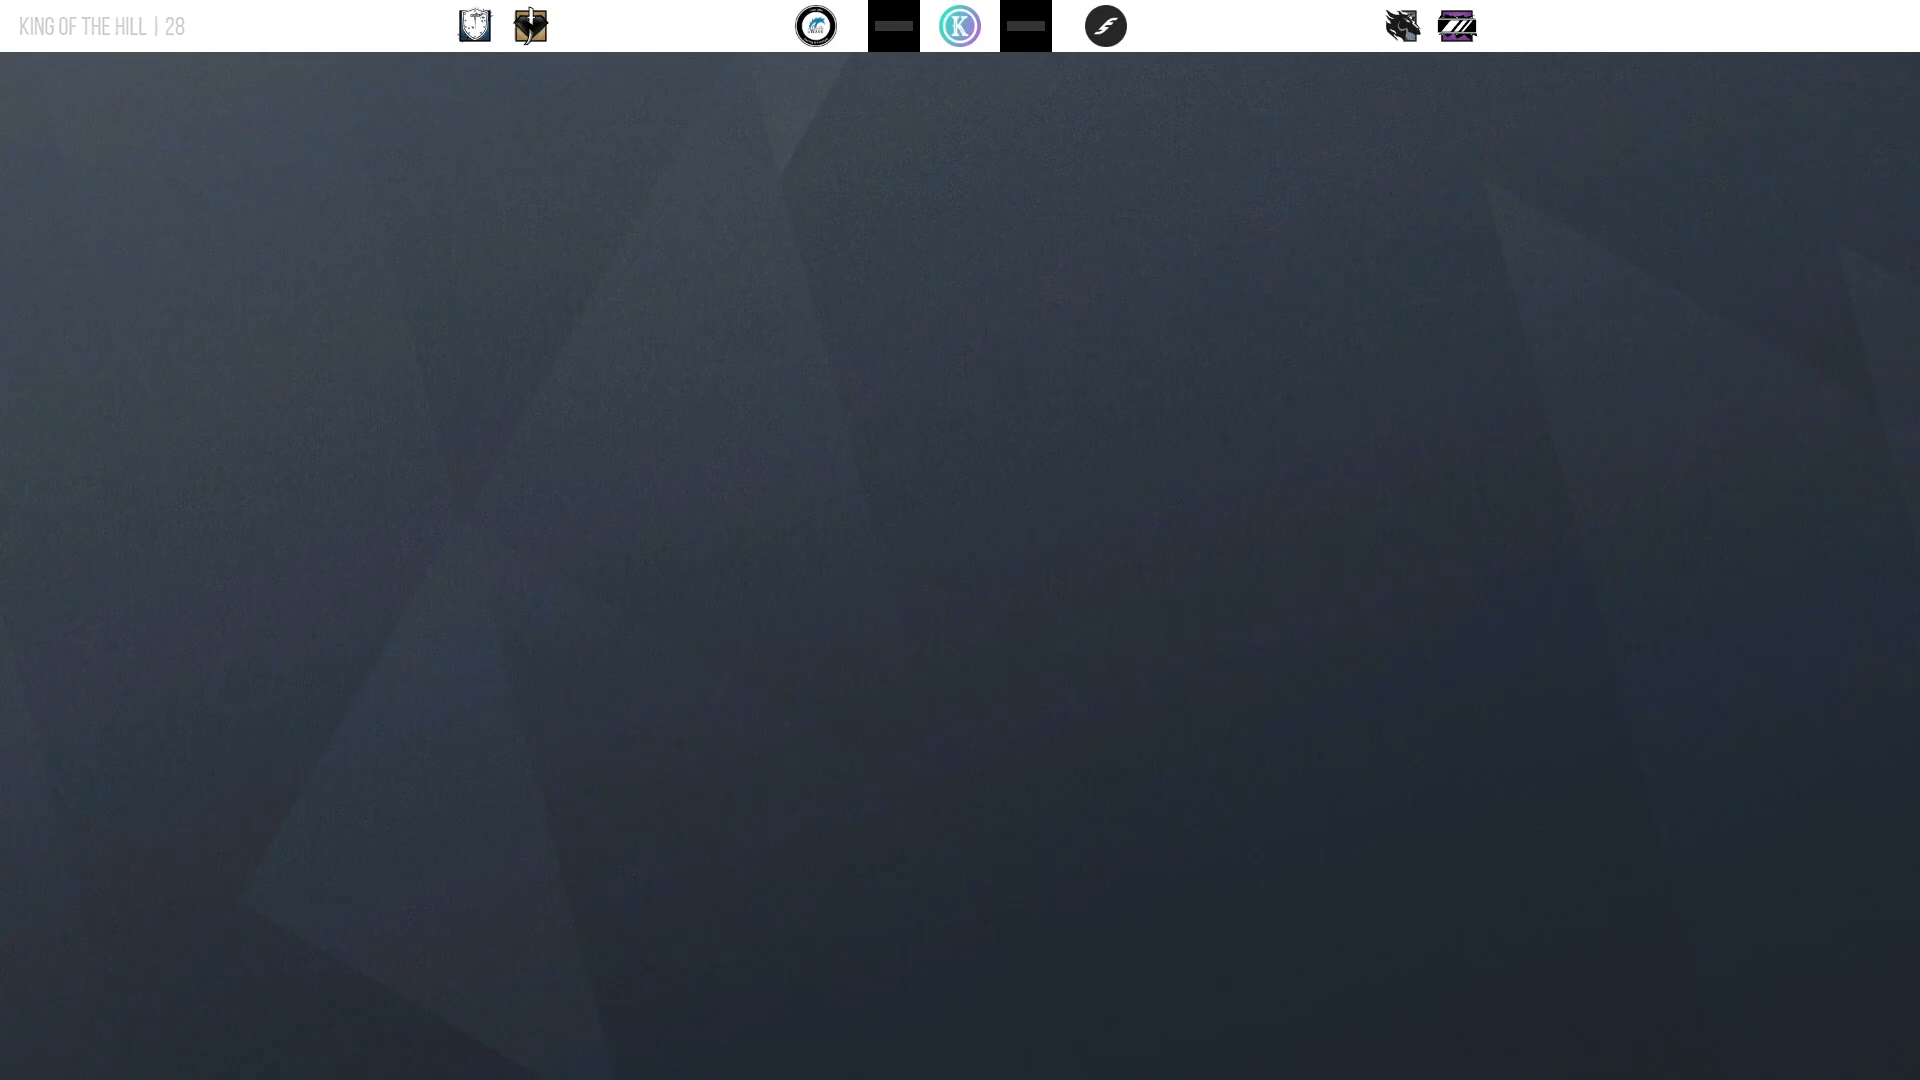 KING OF THE HILL | 28
K